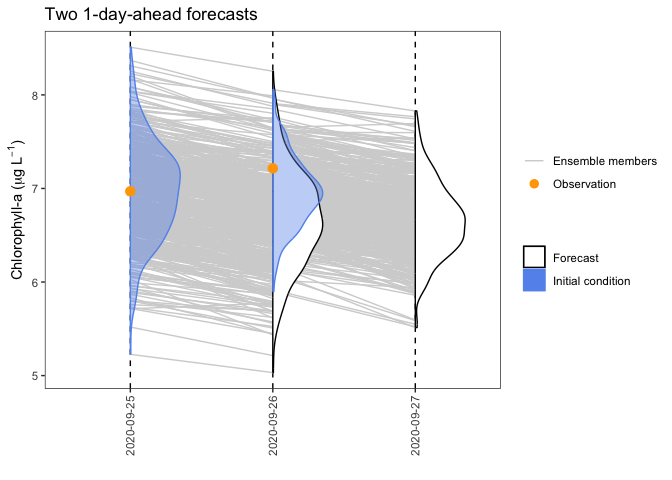 Two 1-day-ahead forecasts
Chlorophyll-a (μg L⁻¹)
8
7
6
5
2020-09-25
2020-09-26
2020-09-27
Ensemble members
Observation
Forecast
Initial condition